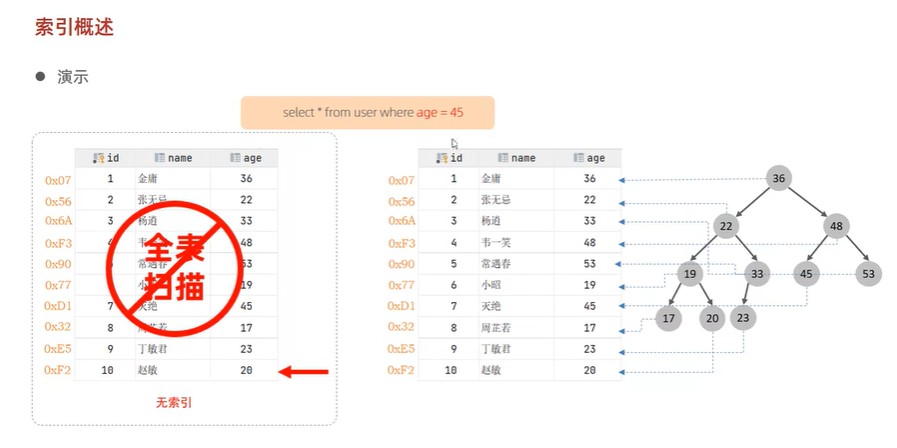 索引概述
演示
select * from user where age = 45
id name age
0x07 1 金庸 36
0x56 2 张无忌 22
0x6A 3 杨逍 33
0xF3 4 48
0x90 5 常遇春 53
0x77 6 小 19
0xD1 7 灭绝 45
0x32 8 周芷若 17
0xE5 9 丁敏君 23
0xF2 10 赵敏 20
全表
扫描
无索引
id name age
0x07 1 金庸 36
0x56 2 张无忌 22
0x6A 3 杨逍 33
0xF3 4 韦一笑 48
0x90 5 常遇春 53
0x77 6 小昭 19
0xD1 7 灭绝 45
0x32 8 周芷若 17
0xE5 9 丁敏君 23
0xF2 10 赵敏 20
36
22 48
19 33 45 53
17 20 23